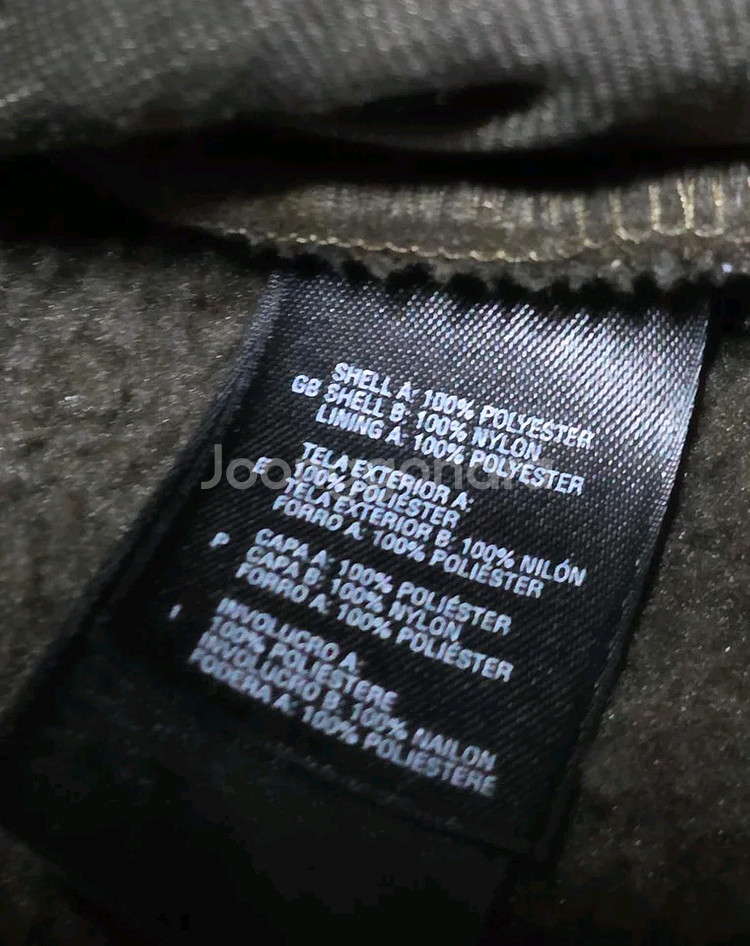 SHELL A: 100% POLYESTER
GB SHELL B: 100% NYLON
LINING A: 100% POLYESTER
TELA EXTERIOR A:
E 100% POLIÉSTER
TELA EXTERIOR B, 100% NILÓN
FORRO A: 100% POLIÉSTER
P CAPA A: 100% POLIÉSTER
CAPA B: 100% NYLON
FORRO A: 100% POLIÉSTER
I INVOLUCRO A:
100% POLIESTERE
INVOLUCRO B, 100% NAILON
FODERA A: 100% POLIESTERE